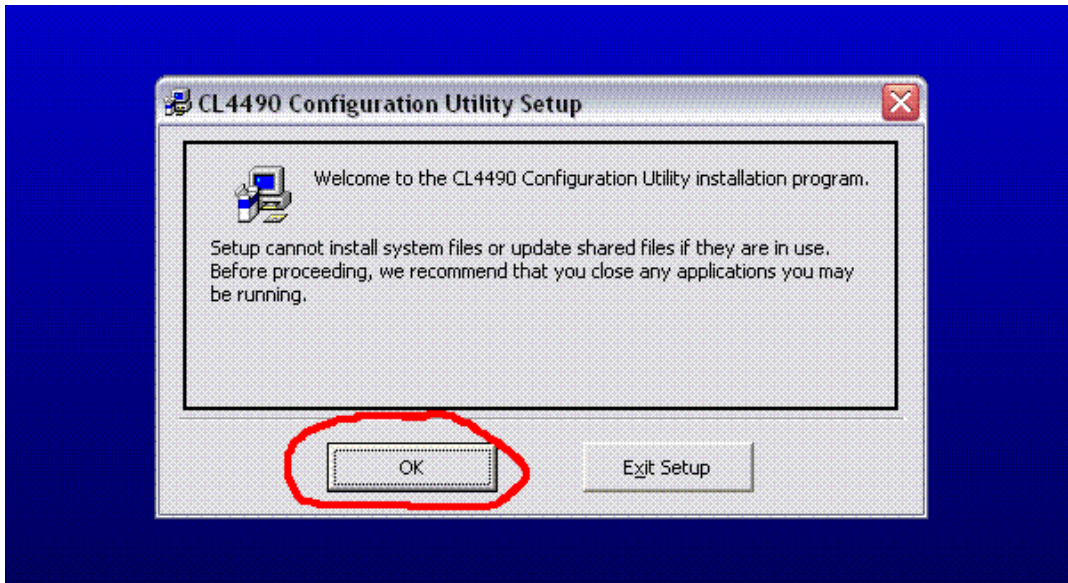 CL4490 Configuration Utility Setup
Welcome to the CL4490 Configuration Utility installation program.
Setup cannot install system files or update shared files if they are in use.
Before proceeding, we recommend that you close any applications you may
be running.
OK
Exit Setup